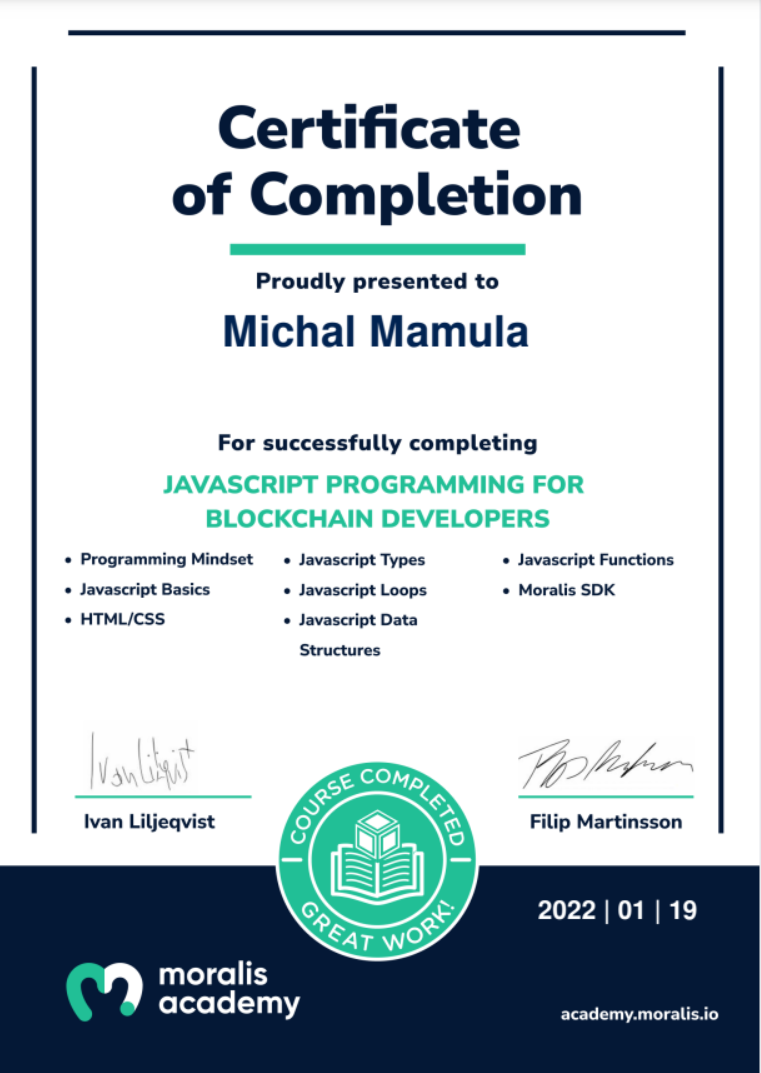 Certificate
of Completion
Proudly presented to
Michal Mamula
For successfully completing
JAVASCRIPT PROGRAMMING FOR
BLOCKCHAIN DEVELOPERS
• Programming Mindset
• Javascript Basics
• HTML/CSS
• Javascript Types
• Javascript Loops
• Javascript Data
Structures
• Javascript Functions
• Moralis SDK
Ivan Liljeqvist
Filip Martinsson
COURSE COMPLETED
GREAT WORK!
2022 | 01 | 19
moralis
academy
academy.moralis.io